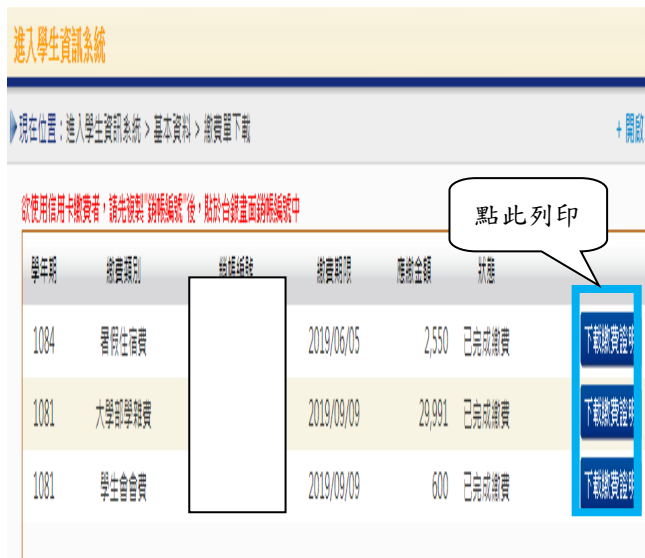 進入學生資訊系統
現在位置：進入學生資訊系統 > 基本資料 > 繳費單下載
+ 開啟
欲使用信用卡繳費者，請先複製"銷帳編號"後，貼於台銀畫面銷帳編號中
點此列印
學年期 繳費類別 銷帳編號 繳費期限 應繳金額 狀態
1084 暑假住宿費 2019/06/05 2,550 已完成繳費 下載繳費證明
1081 大學部學雜費 2019/09/09 29,991 已完成繳費 下載繳費證明
1081 學生會會費 2019/09/09 600 已完成繳費 下載繳費證明